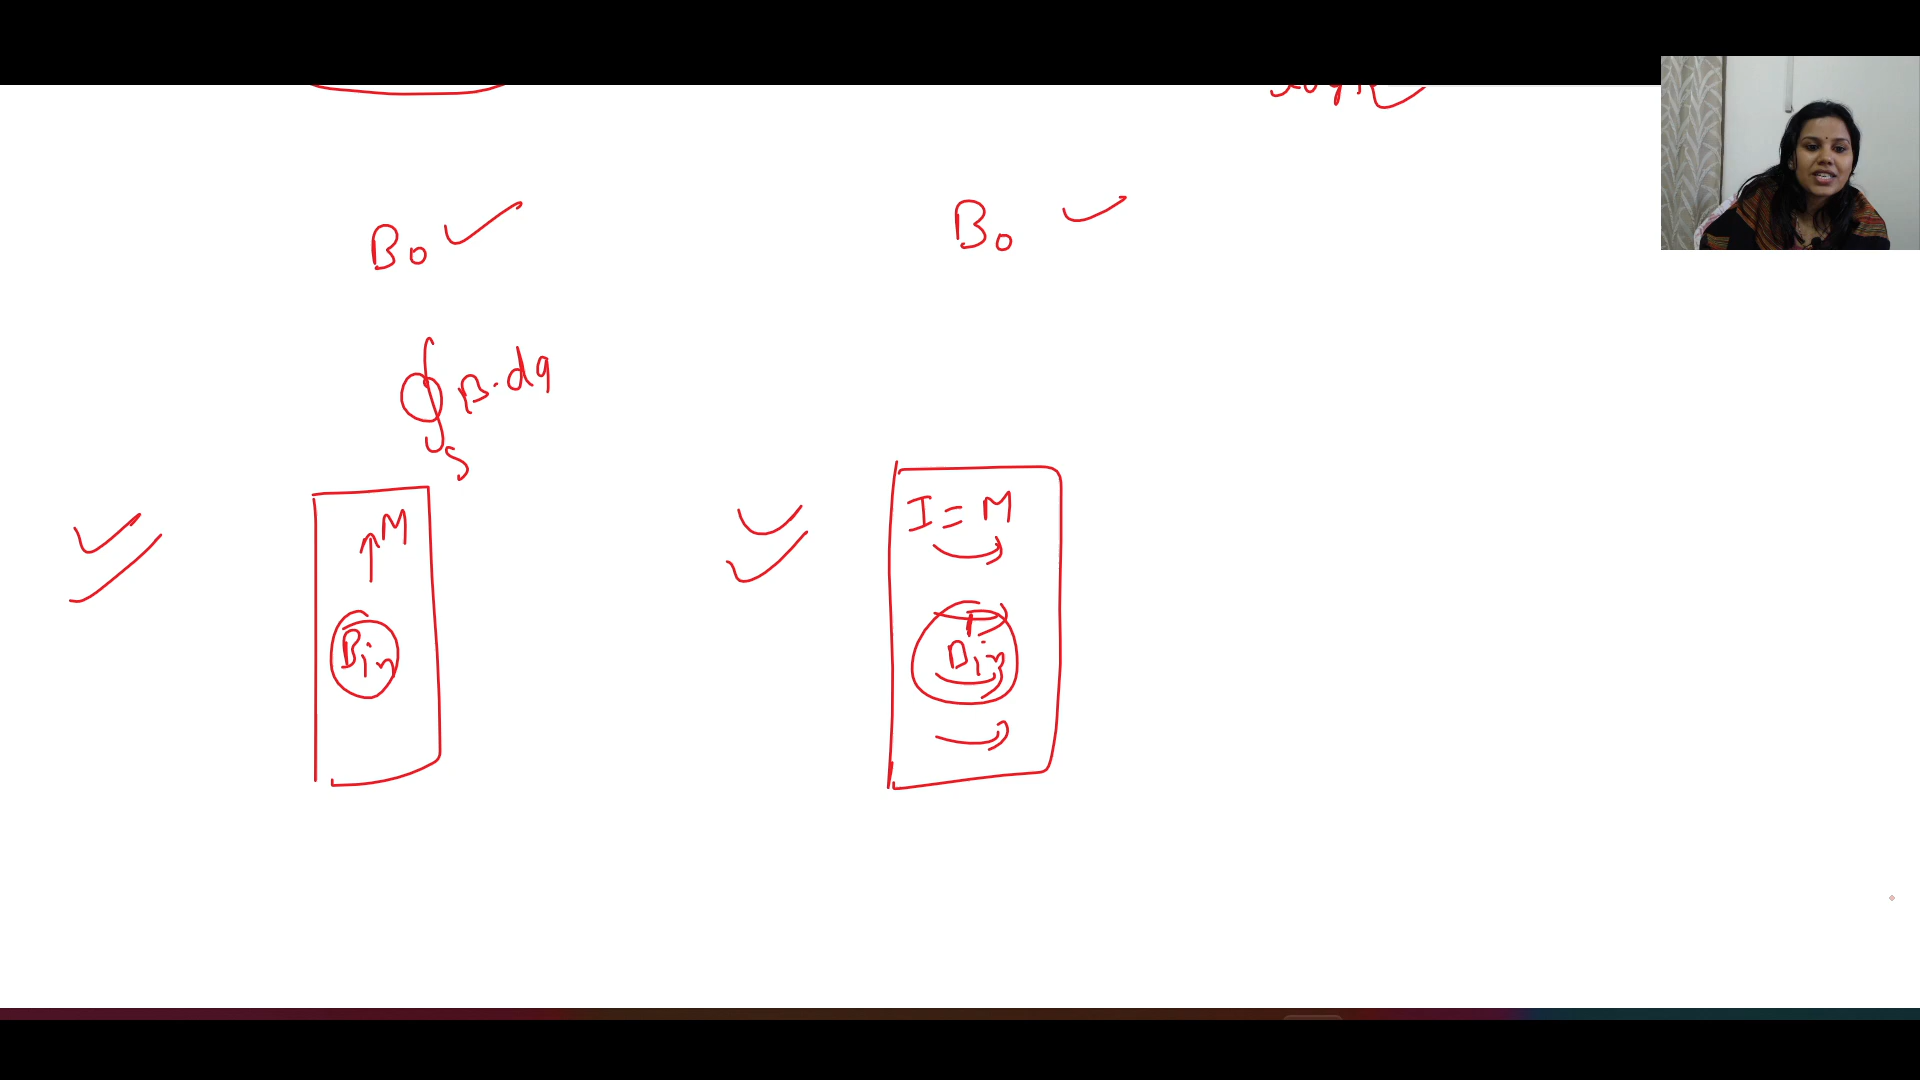 B₀
B₀
∮ B·da
S
↑ M
Bin
I = M
Bin